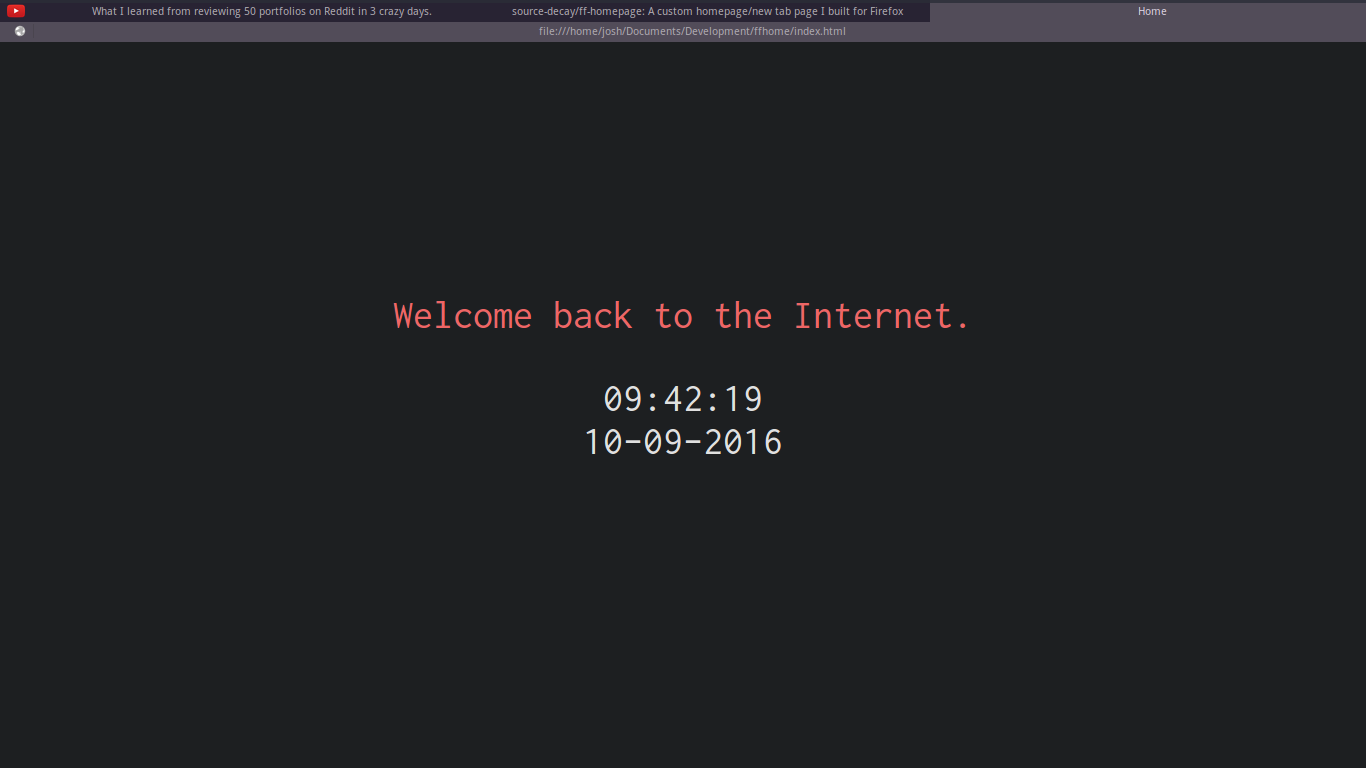 What I learned from reviewing 50 portfolios on Reddit in 3 crazy days.
source-decay/ff-homepage: A custom homepage/new tab page I built for Firefox
Home
file:///home/josh/Documents/Development/ffhome/index.html
Welcome back to the Internet.
09:42:19
10-09-2016